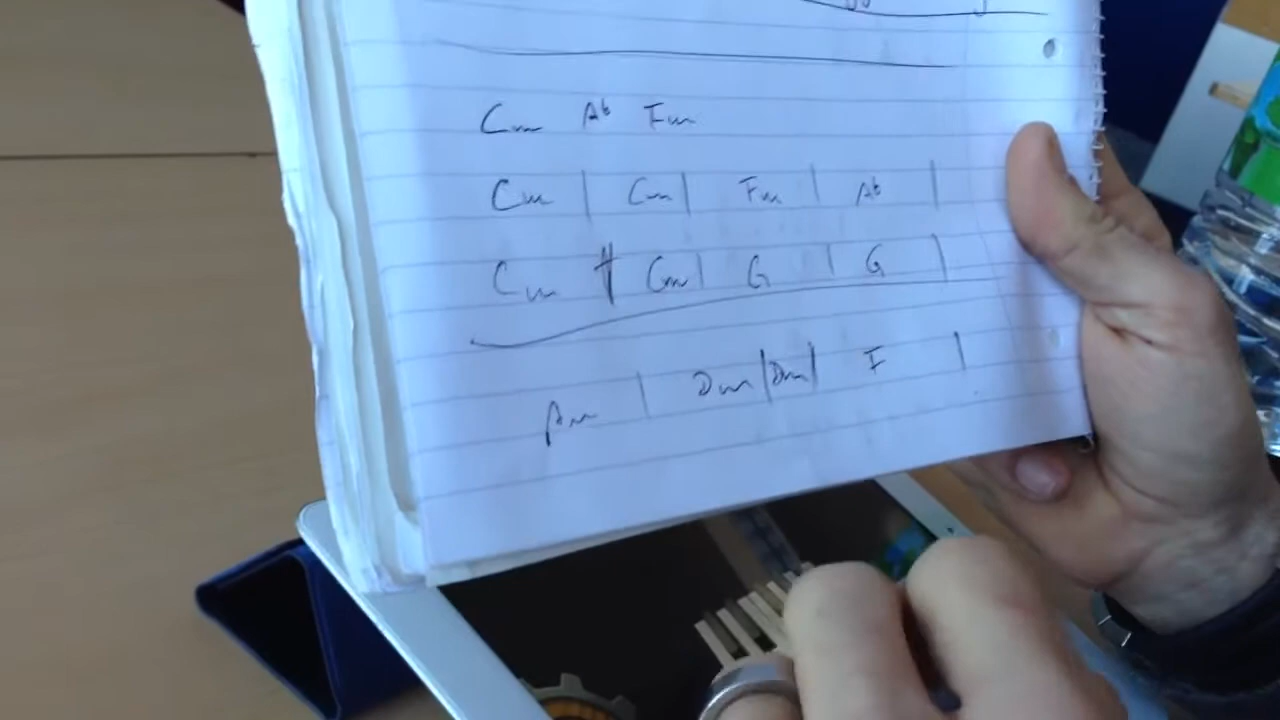 Cm Ab Fm
Cm | Cm | Fm | Ab |
Cm | Cm | G | G |
Am | Dm | Dm | F |